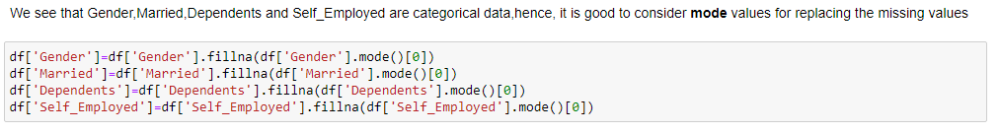 We see that Gender,Married,Dependents and Self_Employed are categorical data,hence, it is good to consider mode values for replacing the missing values
df['Gender']=df['Gender'].fillna(df['Gender'].mode()[0])
df['Married']=df['Married'].fillna(df['Married'].mode()[0])
df['Dependents']=df['Dependents'].fillna(df['Dependents'].mode()[0])
df['Self_Employed']=df['Self_Employed'].fillna(df['Self_Employed'].mode()[0])